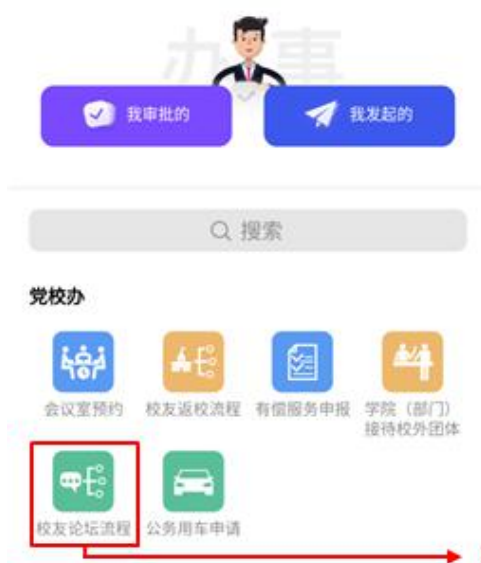 办事
我审批的 我发起的
搜索
党校办
会议室预约 校友返校流程 有偿服务申报 学院（部门）
接待校外团体
校友论坛流程 公务用车申请